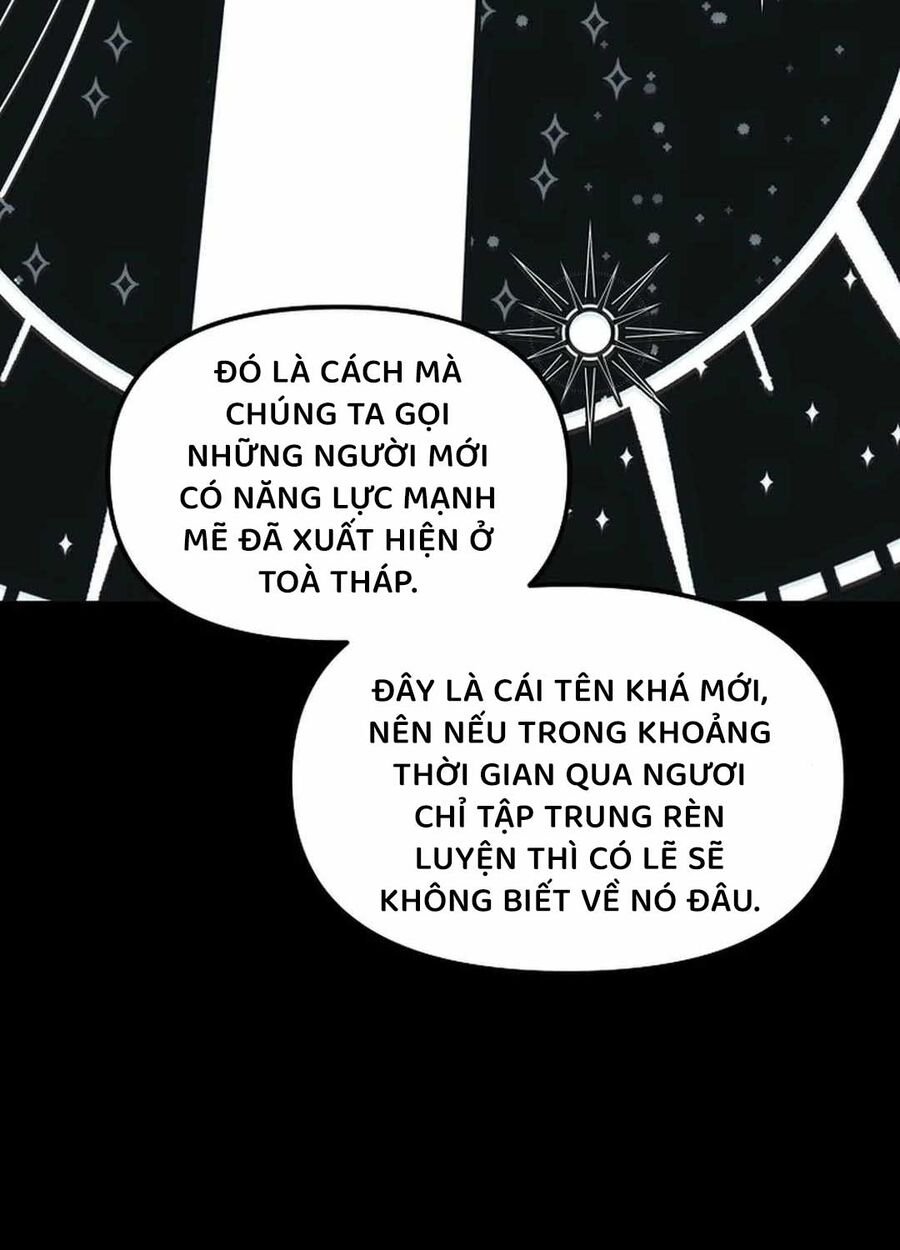 ĐÓ LÀ CÁCH MÀ
CHÚNG TA GỌI
NHỮNG NGƯỜI MỚI
CÓ NĂNG LỰC MẠNH
MẼ ĐÃ XUẤT HIỆN Ở
TOÀ THÁP.
ĐÂY LÀ CÁI TÊN KHÁ MỚI,
NÊN NẾU TRONG KHOẢNG
THỜI GIAN QUA NGƯƠI
CHỈ TẬP TRUNG RÈN
LUYỆN THÌ CÓ LẼ SẼ
KHÔNG BIẾT VỀ NÓ ĐÂU.